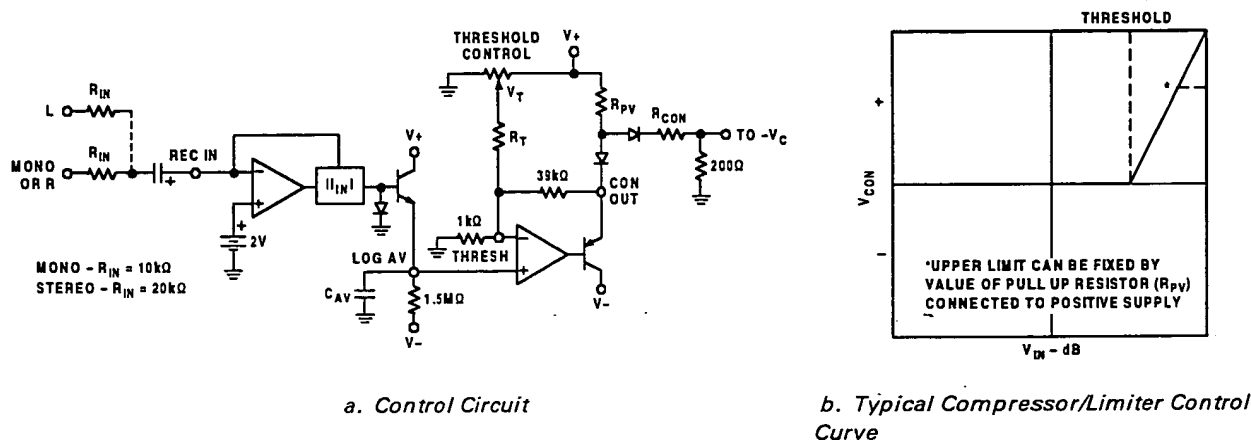 THRESHOLD
CONTROL
V+
V_T
R_PV
R_CON
TO -V_C
200Ω
R_T
39kΩ
CON
OUT
L
R_IN
MONO
OR R
R_IN
REC IN
|I_IN|
V+
2V
MONO - R_IN = 10kΩ
STEREO - R_IN = 20kΩ
1kΩ
THRESH
LOG AV
C_AV
1.5MΩ
V-
V-
a. Control Circuit
THRESHOLD
*
+
V_CON
-
*UPPER LIMIT CAN BE FIXED BY
VALUE OF PULL UP RESISTOR (R_PV)
CONNECTED TO POSITIVE SUPPLY
V_IN - dB
b. Typical Compressor/Limiter Control
Curve